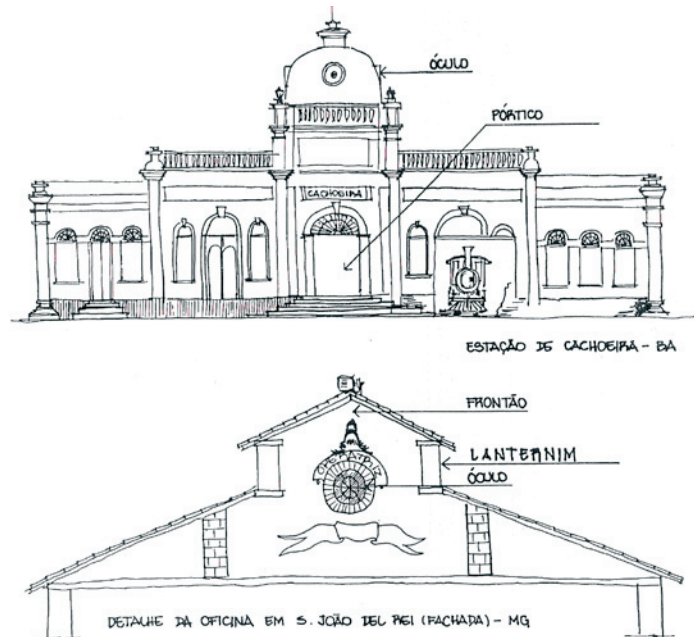 ÓCULO
PÓRTICO
CACHOEIRA
ESTAÇÃO DE CACHOEIRA - BA
FRONTÃO
LANTERNIM
ÓCULO
DETALHE DA OFICINA EM S. JOÃO DEL REI (FACHADA) - MG